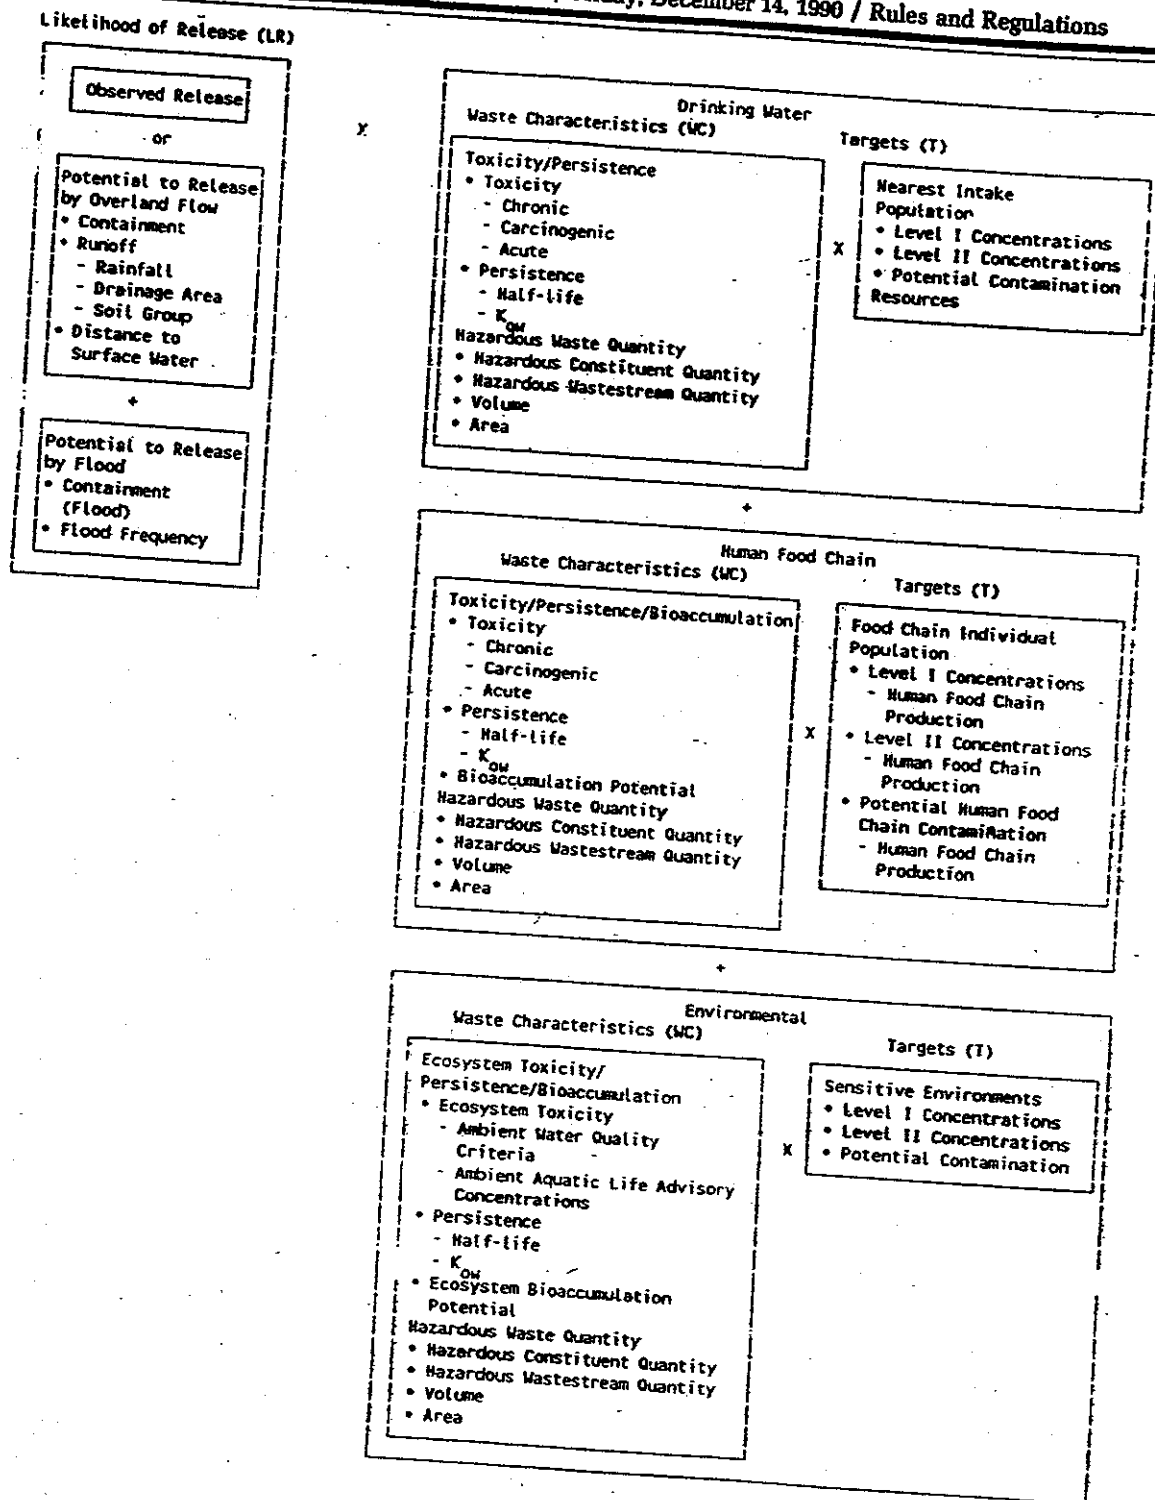 December 14, 1990 / Rules and Regulations
Likelihood of Release (LR)
Observed Release
or
Potential to Release
by Overland Flow
• Containment
• Runoff
- Rainfall
- Drainage Area
- Soil Group
• Distance to
Surface Water
+
Potential to Release
by Flood
• Containment
(Flood)
• Flood Frequency
x
Drinking Water
Waste Characteristics (WC)
Toxicity/Persistence
• Toxicity
- Chronic
- Carcinogenic
- Acute
• Persistence
- Half-life
- Kow
Hazardous Waste Quantity
• Hazardous Constituent Quantity
• Hazardous Wastestream Quantity
• Volume
• Area
x
Targets (T)
Nearest Intake
Population
• Level I Concentrations
• Level II Concentrations
• Potential Contamination
Resources
+
Human Food Chain
Waste Characteristics (WC)
Toxicity/Persistence/Bioaccumulation
• Toxicity
- Chronic
- Carcinogenic
- Acute
• Persistence
- Half-life
- Kow
• Bioaccumulation Potential
Hazardous Waste Quantity
• Hazardous Constituent Quantity
• Hazardous Wastestream Quantity
• Volume
• Area
x
Targets (T)
Food Chain Individual
Population
• Level I Concentrations
- Human Food Chain
Production
• Level II Concentrations
- Human Food Chain
Production
• Potential Human Food
Chain Contamination
- Human Food Chain
Production
+
Environmental
Waste Characteristics (WC)
Ecosystem Toxicity/
Persistence/Bioaccumulation
• Ecosystem Toxicity
- Ambient Water Quality
Criteria
- Ambient Aquatic Life Advisory
Concentrations
• Persistence
- Half-life
- Kow
• Ecosystem Bioaccumulation
Potential
Hazardous Waste Quantity
• Hazardous Constituent Quantity
• Hazardous Wastestream Quantity
• Volume
• Area
x
Targets (T)
Sensitive Environments
• Level I Concentrations
• Level II Concentrations
• Potential Contamination